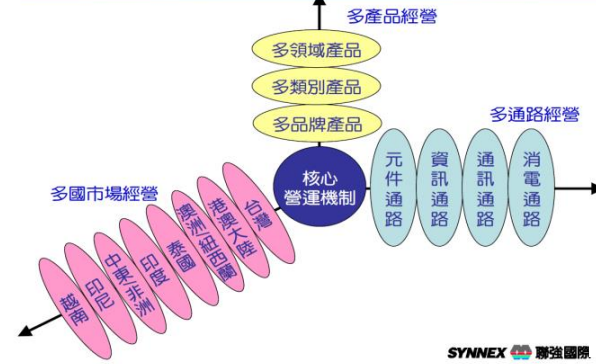 多產品經營
多領域產品
多類別產品
多品牌產品
多通路經營
核心
營運機制
元件通路
資訊通路
通訊通路
消電通路
多國市場經營
台灣
港澳大陸
澳洲/紐西蘭
泰國
印度
中東/非洲
印尼
越南
SYNNEX 聯強國際